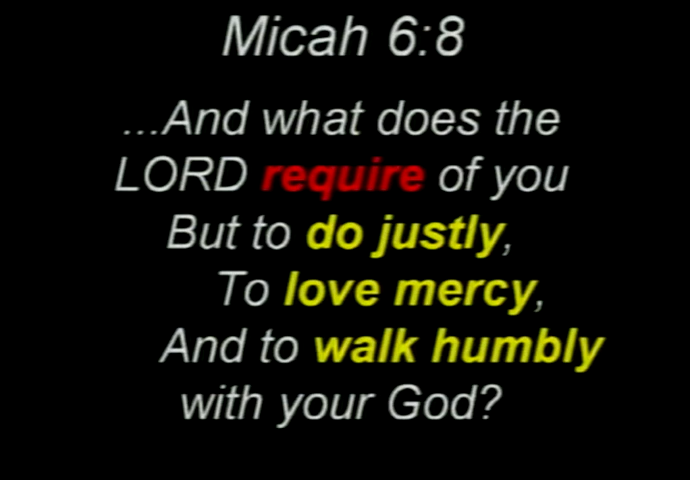 Micah 6:8
...And what does the
LORD require of you
But to do justly,
To love mercy,
And to walk humbly
with your God?